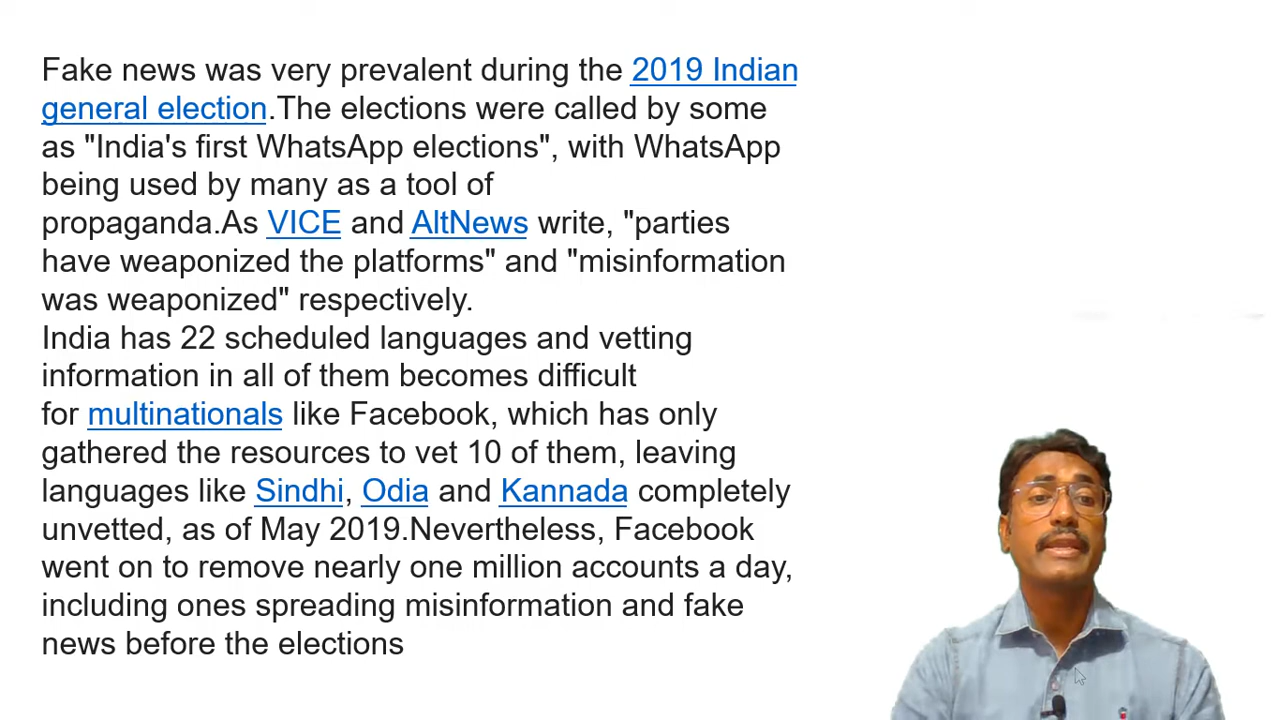 Fake news was very prevalent during the 2019 Indian
general election.The elections were called by some
as "India's first WhatsApp elections", with WhatsApp
being used by many as a tool of
propaganda.As VICE and AltNews write, "parties
have weaponized the platforms" and "misinformation
was weaponized" respectively.
India has 22 scheduled languages and vetting
information in all of them becomes difficult
for multinationals like Facebook, which has only
gathered the resources to vet 10 of them, leaving
languages like Sindhi, Odia and Kannada completely
unvetted, as of May 2019.Nevertheless, Facebook
went on to remove nearly one million accounts a day,
including ones spreading misinformation and fake
news before the elections